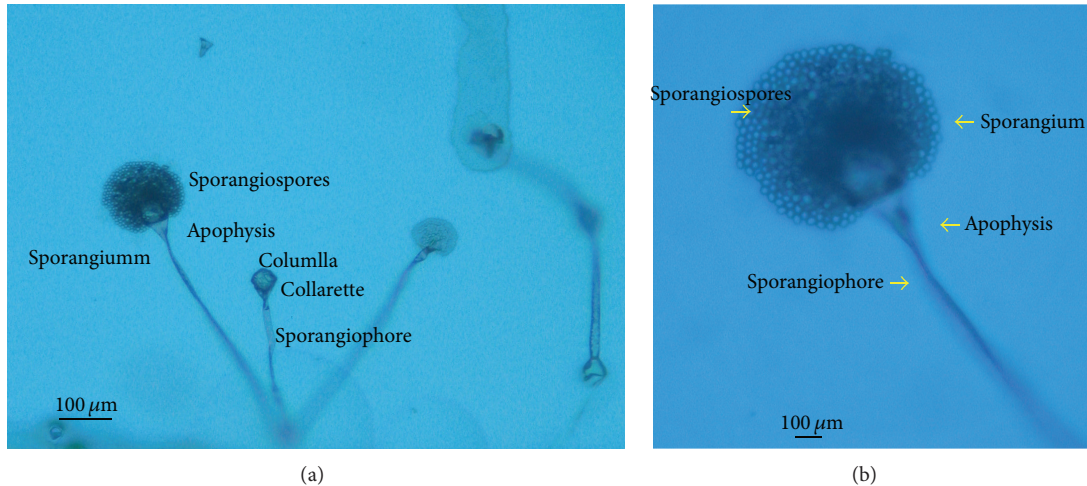 Sporangiospores
Apophysis
Sporangiumm
Columlla
Collarette
Sporangiophore
100 μm
(a)
Sporangiospores
Sporangium
Apophysis
Sporangiophore
100 μm
(b)